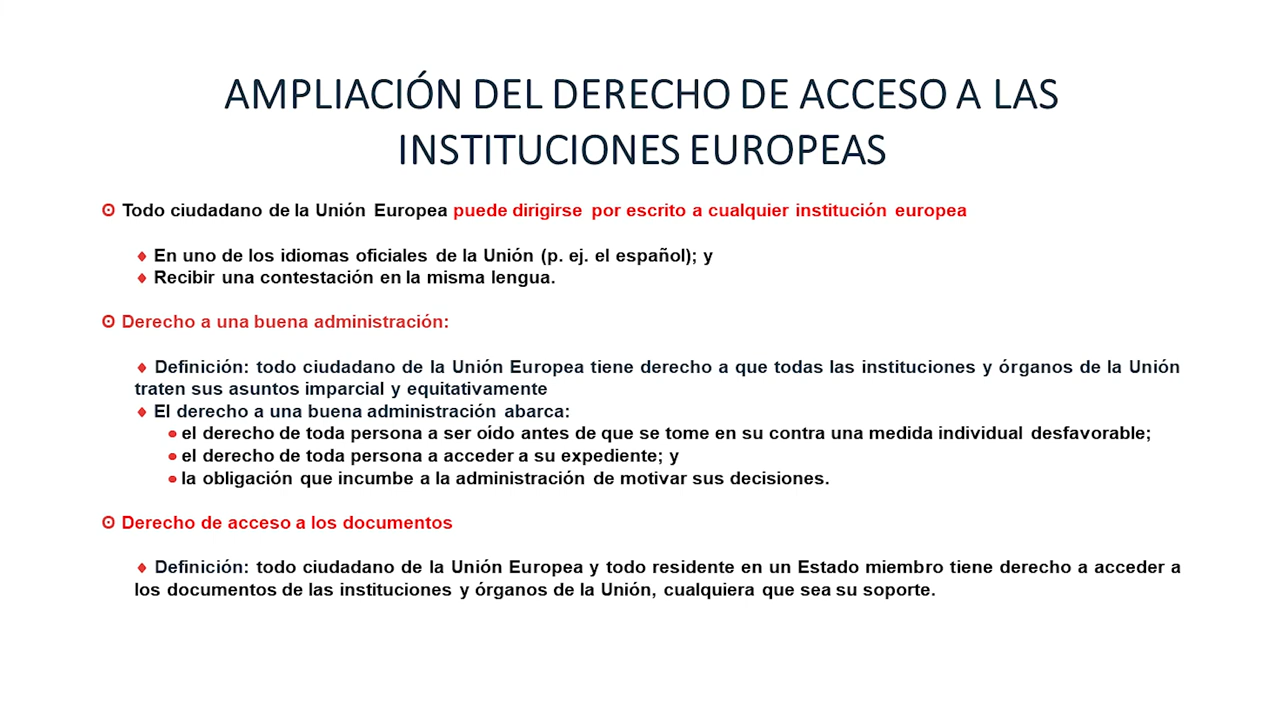 AMPLIACIÓN DEL DERECHO DE ACCESO A LAS
INSTITUCIONES EUROPEAS
Todo ciudadano de la Unión Europea puede dirigirse por escrito a cualquier institución europea
En uno de los idiomas oficiales de la Unión (p. ej. el español); y
Recibir una contestación en la misma lengua.
Derecho a una buena administración:
Definición: todo ciudadano de la Unión Europea tiene derecho a que todas las instituciones y órganos de la Unión
traten sus asuntos imparcial y equitativamente
El derecho a una buena administración abarca:
el derecho de toda persona a ser oído antes de que se tome en su contra una medida individual desfavorable;
el derecho de toda persona a acceder a su expediente; y
la obligación que incumbe a la administración de motivar sus decisiones.
Derecho de acceso a los documentos
Definición: todo ciudadano de la Unión Europea y todo residente en un Estado miembro tiene derecho a acceder a
los documentos de las instituciones y órganos de la Unión, cualquiera que sea su soporte.